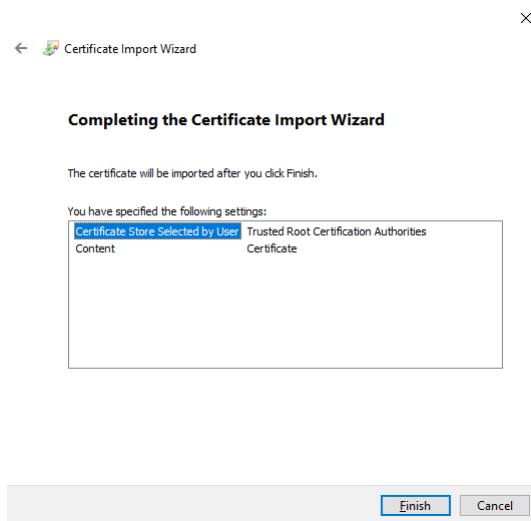 Certificate Import Wizard
Completing the Certificate Import Wizard
The certificate will be imported after you click Finish.
You have specified the following settings:
Certificate Store Selected by User Trusted Root Certification Authorities
Content Certificate
Finish Cancel